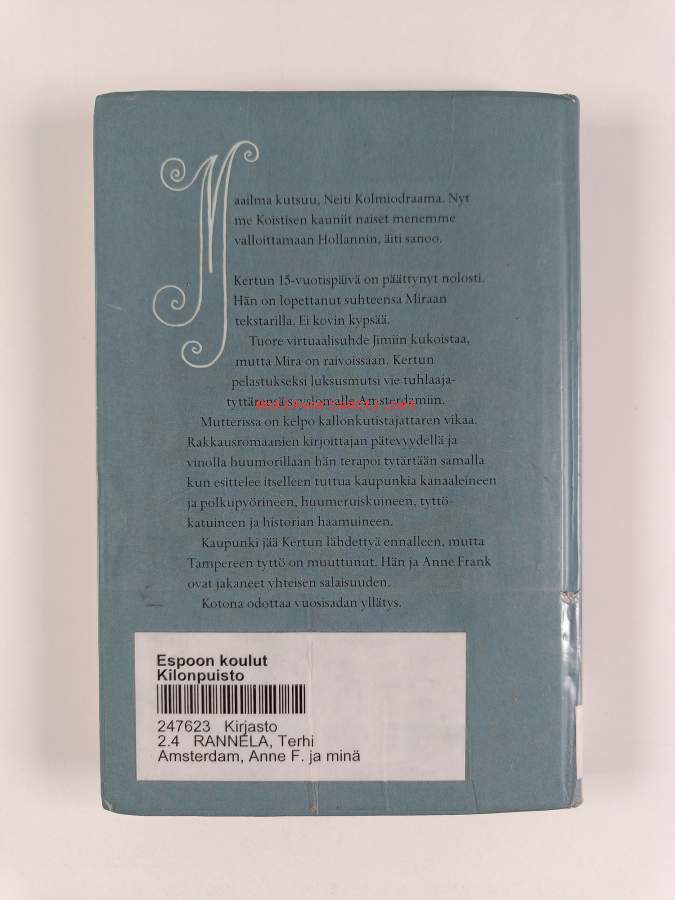 Maailma kutsuu, Neiti Kolmiodraama. Nyt
me Koistisen kauniit naiset menemme
valloittamaan Hollannin, äiti sanoo.
Kertun 15-vuotispäivä on päättynyt nolosti.
Hän on lopettanut suhteensa Miraan
tekstarilla. Ei kovin kypsää.
Tuore virtuaalisuhde Jimiin kukoistaa,
mutta Mira on raivoissaan. Kertun
pelastukseksi luksusmutsi vie tuhlaaja-
tyttärensä syyslomalle Amsterdamiin.
Mutterissa on kelpo kallonkutistajattaren vikaa.
Rakkausromaanien kirjoittajan pätevyydellä ja
vinolla huumorillaan hän terapoi tytärtään samalla
kun esittelee itselleen tuttua kaupunkia kanaaleineen
ja polkupyörineen, huumeruiskuineen, tyttö-
katuineen ja historian haamuineen.
Kaupunki jää Kertun lähdettyä ennalleen, mutta
Tampereen tyttö on muuttunut. Hän ja Anne Frank
ovat jakaneet yhteisen salaisuuden.
Kotona odottaa vuosisadan yllätys.
Espoon koulut
Kilonpuisto
247623 Kirjasto
2.4 RANNELA, Terhi
Amsterdam, Anne F. ja minä